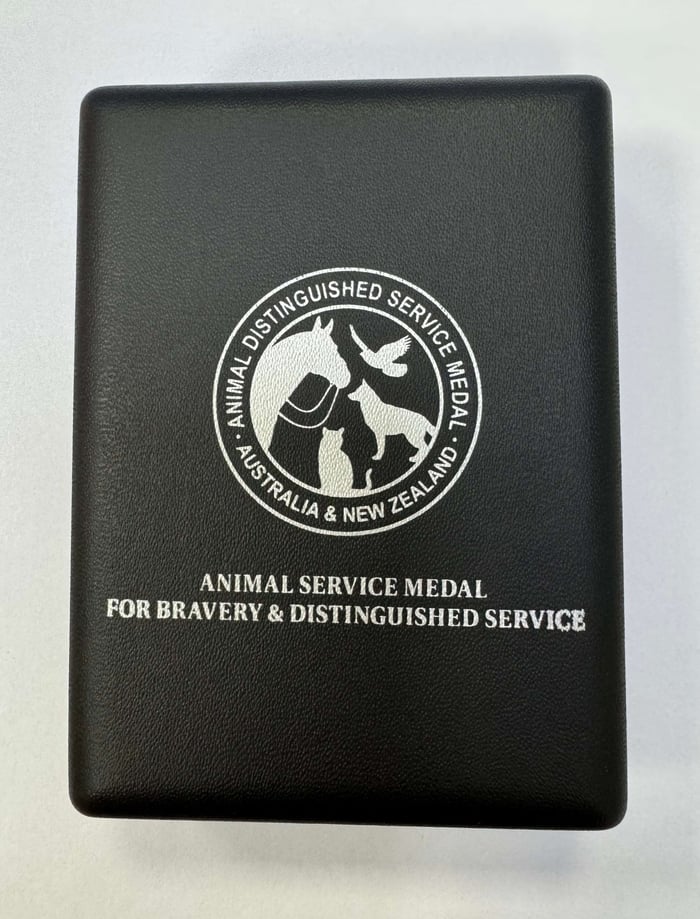 · ANIMAL DISTINGUISHED SERVICE MEDAL ·
AUSTRALIA & NEW ZEALAND
ANIMAL SERVICE MEDAL
FOR BRAVERY & DISTINGUISHED SERVICE